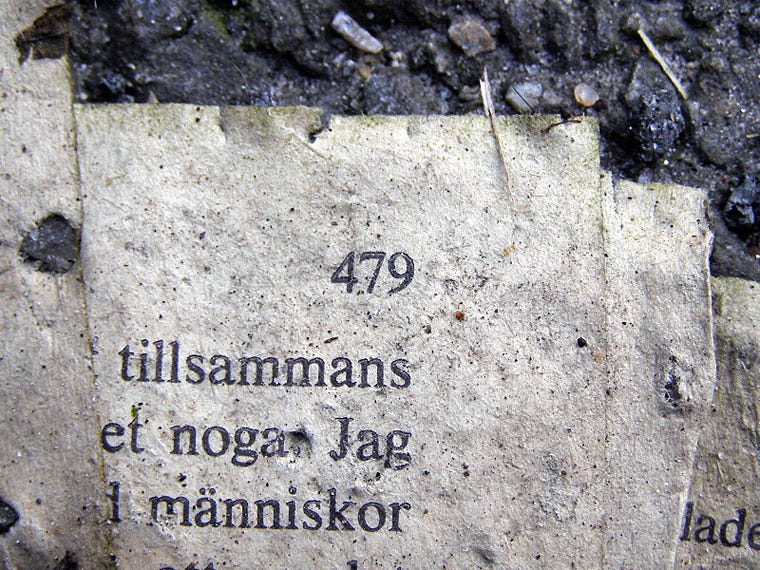 479
tillsammans
et noga. Jag
människor
lade